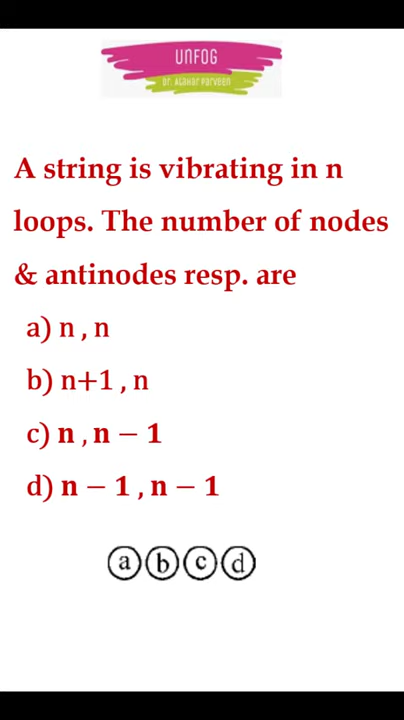 UNFOG
Dr. Atahar Parveen
A string is vibrating in n
loops. The number of nodes
& antinodes resp. are
a) n , n
b) n+1 , n
c) n , n − 1
d) n − 1 , n − 1
a b c d